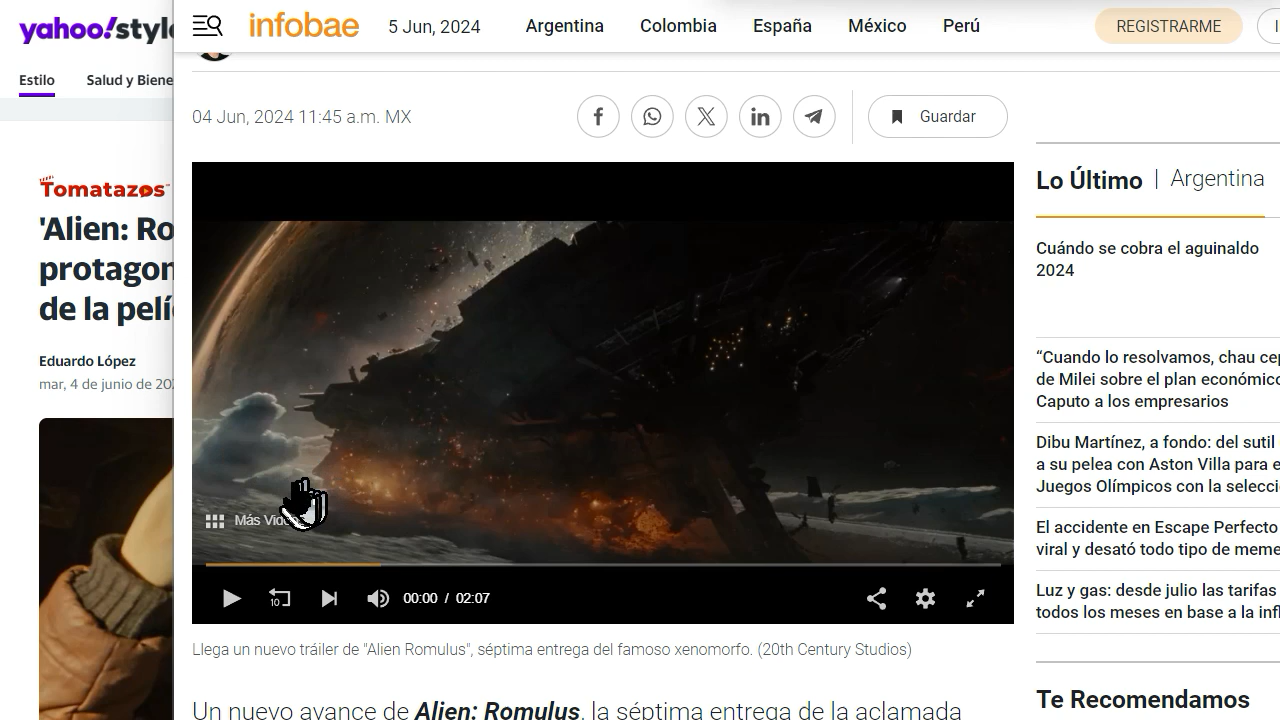 yahoo!style
Estilo
Salud y Biene
Tomatazos
'Alien: Ro
protagon
de la pelí
Eduardo López
mar, 4 de junio de 20
infobae
5 Jun, 2024
Argentina
Colombia
España
México
Perú
REGISTRARME
04 Jun, 2024 11:45 a.m. MX
Guardar
Más Vid
10
00:00 / 02:07
Llega un nuevo tráiler de "Alien Romulus", séptima entrega del famoso xenomorfo. (20th Century Studios)
Un nuevo avance de Alien: Romulus, la séptima entrega de la aclamada
Lo Último | Argentina
Cuándo se cobra el aguinaldo
2024
“Cuando lo resolvamos, chau cep
de Milei sobre el plan económico
Caputo a los empresarios
Dibu Martínez, a fondo: del sutil
a su pelea con Aston Villa para e
Juegos Olímpicos con la selecci
El accidente en Escape Perfecto
viral y desató todo tipo de meme
Luz y gas: desde julio las tarifas
todos los meses en base a la infl
Te Recomendamos